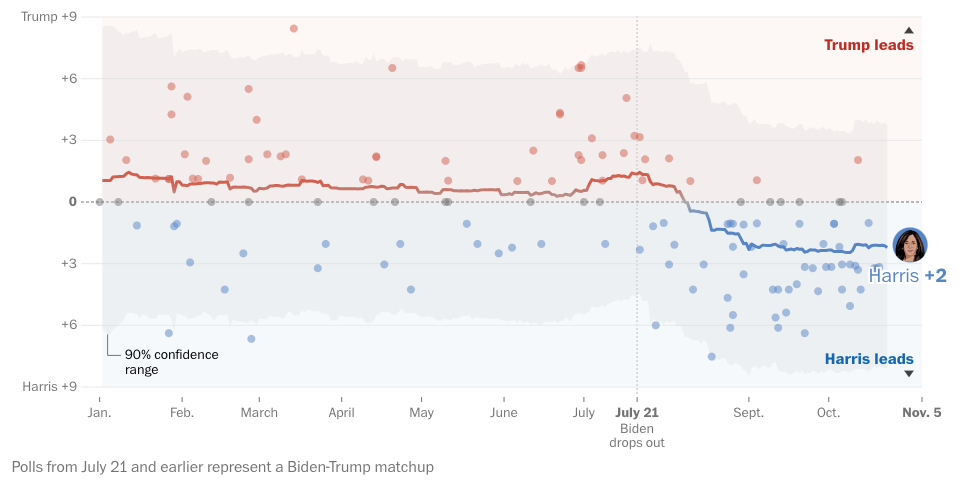 Trump +9
Trump leads
+6
+3
0
+3
Harris +2
+6
90% confidence
range
Harris leads
Harris +9
Jan. Feb. March April May June July July 21 Sept. Oct. Nov. 5
Biden
drops out
Polls from July 21 and earlier represent a Biden-Trump matchup